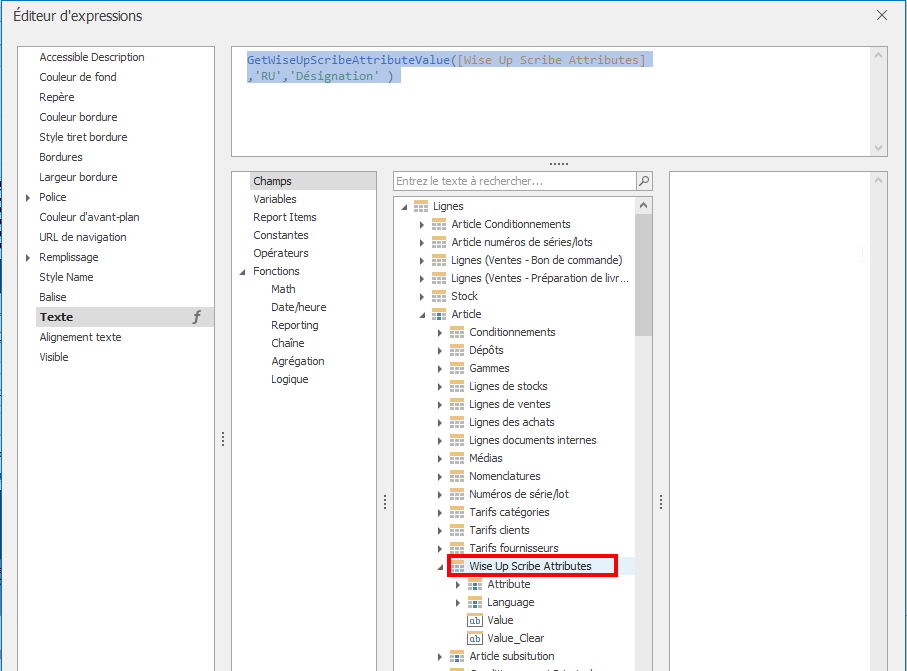 Éditeur d'expressions
Accessible Description
Couleur de fond
Repère
Couleur bordure
Style tiret bordure
Bordures
Largeur bordure
Police
Couleur d'avant-plan
URL de navigation
Remplissage
Style Name
Balise
Texte
Alignement texte
Visible
GetWiseUpScribeAttributeValue([Wise Up Scribe Attributes]
,'RU','Désignation' )
Champs
Variables
Report Items
Constantes
Opérateurs
Fonctions
Math
Date/heure
Reporting
Chaîne
Agrégation
Logique
Entrez le texte à rechercher...
Lignes
Article Conditionnements
Article numéros de séries/lots
Lignes (Ventes - Bon de commande)
Lignes (Ventes - Préparation de livr...
Stock
Article
Conditionnements
Dépôts
Gammes
Lignes de stocks
Lignes de ventes
Lignes des achats
Lignes documents internes
Médias
Nomenclatures
Numéros de série/lot
Tarifs catégories
Tarifs clients
Tarifs fournisseurs
Wise Up Scribe Attributes
Attribute
Language
ab Value
ab Value_Clear
Article subsitution